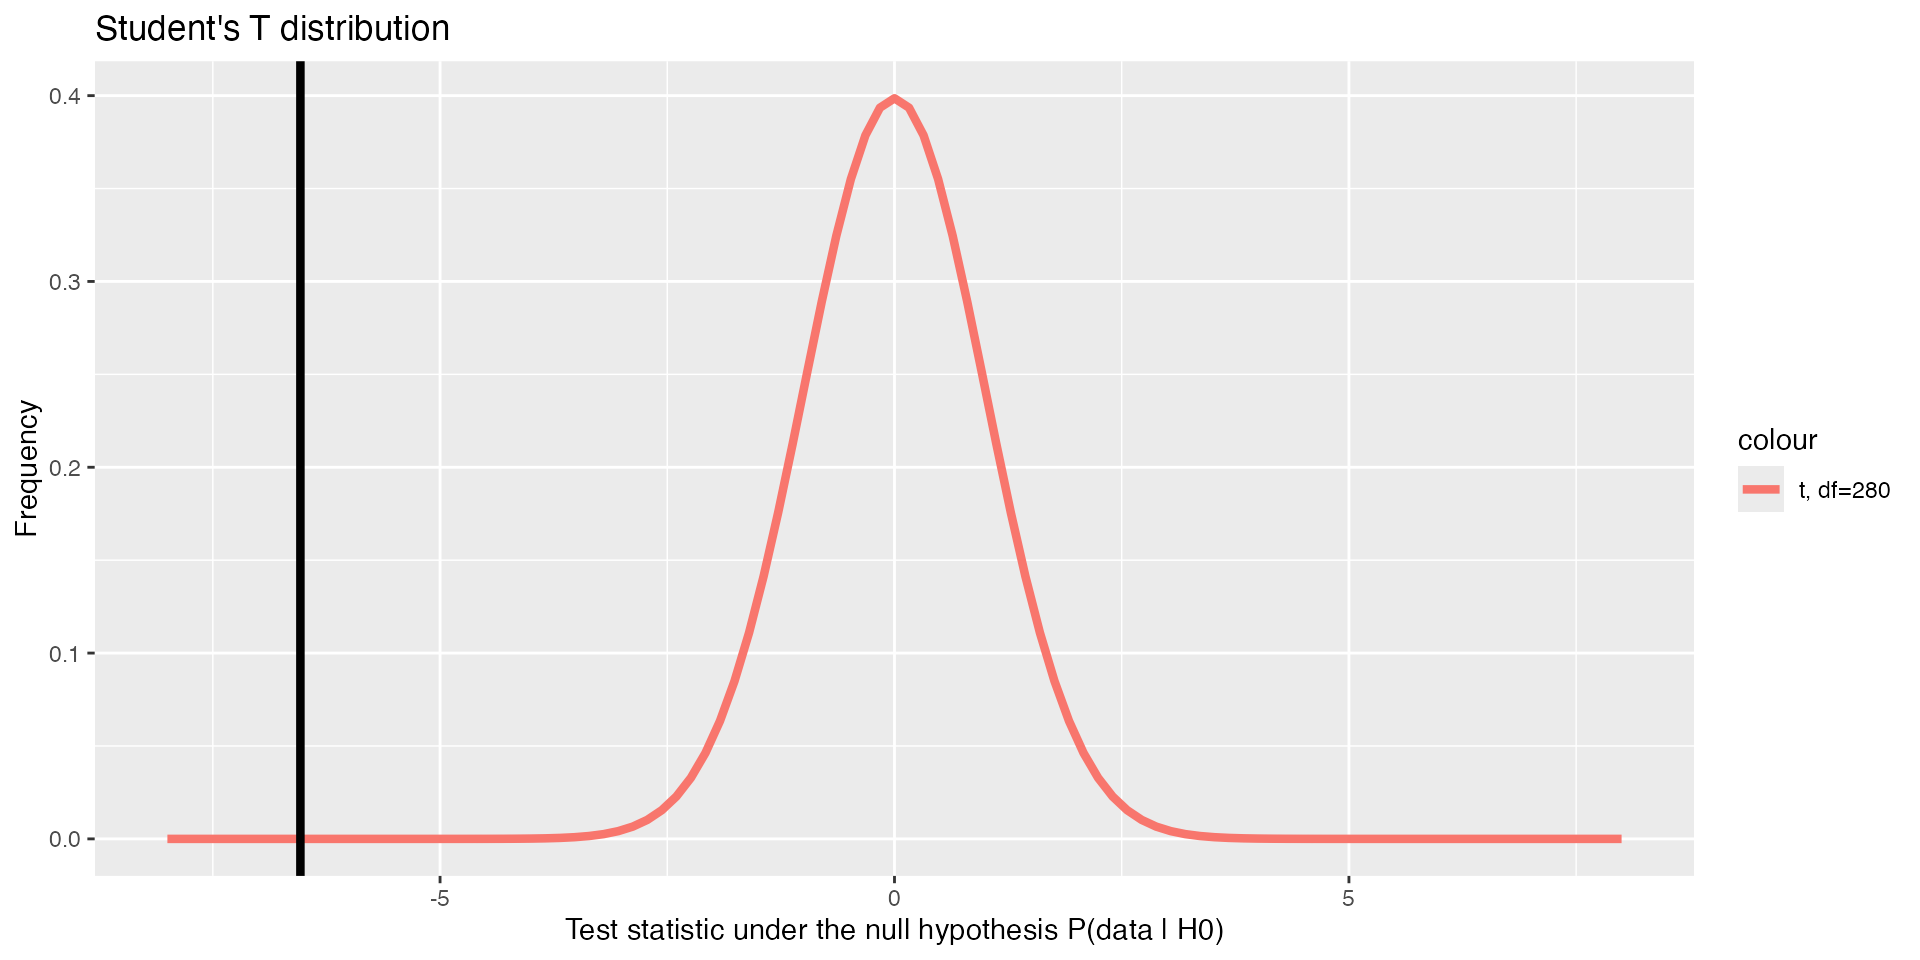 Student's T distribution
0.4
0.3
0.2
0.1
0.0
Frequency
-5
0
5
Test statistic under the null hypothesis P(data | H0)
colour
t, df=280